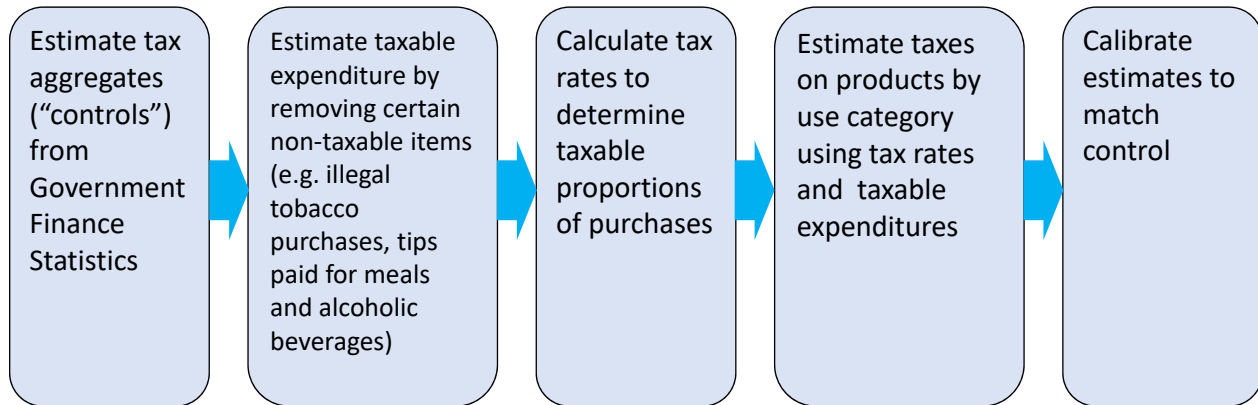 Estimate tax
aggregates
(“controls”)
from
Government
Finance
Statistics
Estimate taxable
expenditure by
removing certain
non-taxable items
(e.g. illegal
tobacco
purchases, tips
paid for meals
and alcoholic
beverages)
Calculate tax
rates to
determine
taxable
proportions
of purchases
Estimate taxes
on products by
use category
using tax rates
and  taxable
expenditures
Calibrate
estimates to
match
control